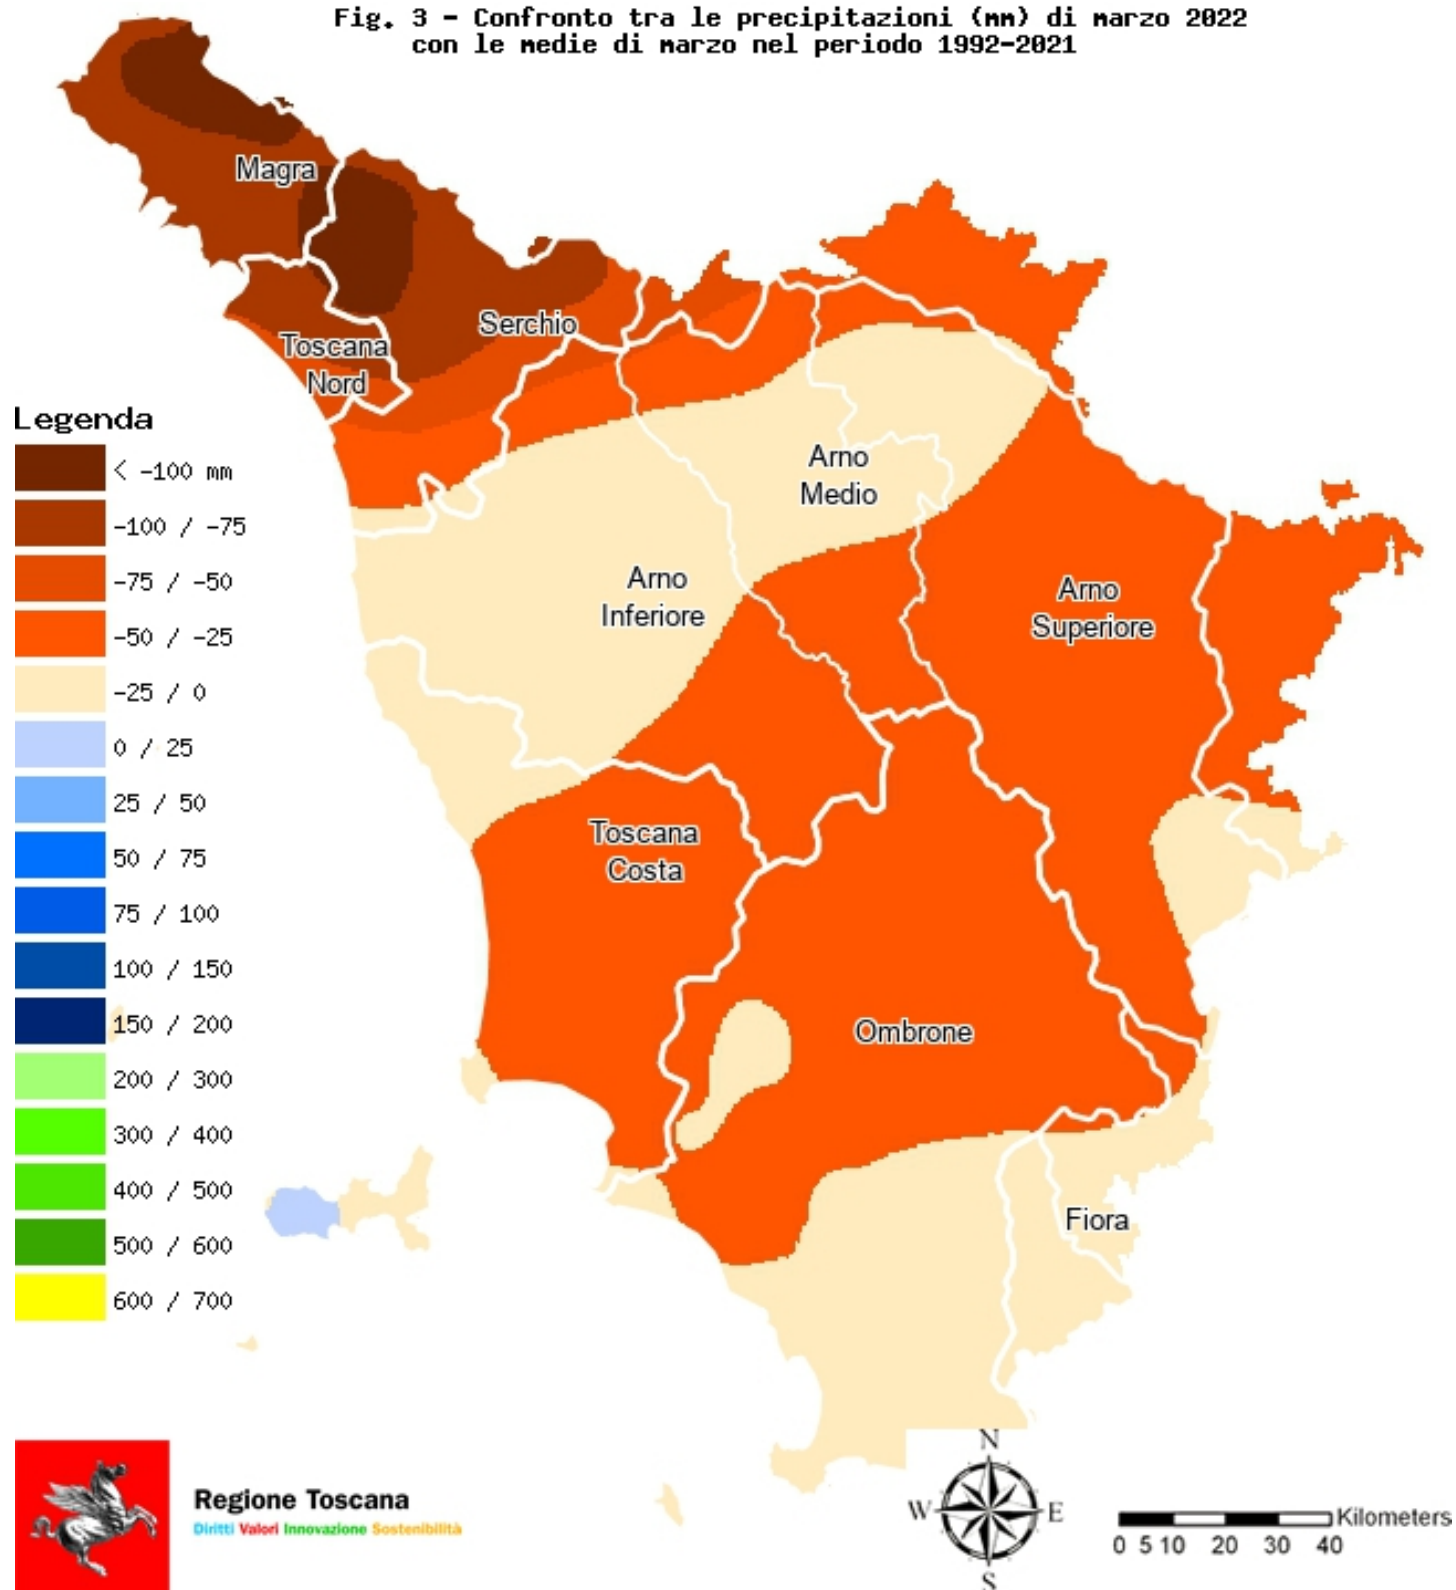 Fig. 3 - Confronto tra le precipitazioni (mm) di marzo 2022
con le medie di marzo nel periodo 1992-2021
Magra
Serchio
Toscana
Nord
Legenda
< -100 mm
-100 / -75
-75 / -50
-50 / -25
-25 / 0
0 / 25
25 / 50
50 / 75
75 / 100
100 / 150
150 / 200
200 / 300
300 / 400
400 / 500
500 / 600
600 / 700
Arno
Medio
Arno
Inferiore
Arno
Superiore
Toscana
Costa
Ombrone
Fiora
Regione Toscana
Diritti Valori Innovazione Sostenibilità
N
W E
S
Kilometers
0 5 10 20 30 40